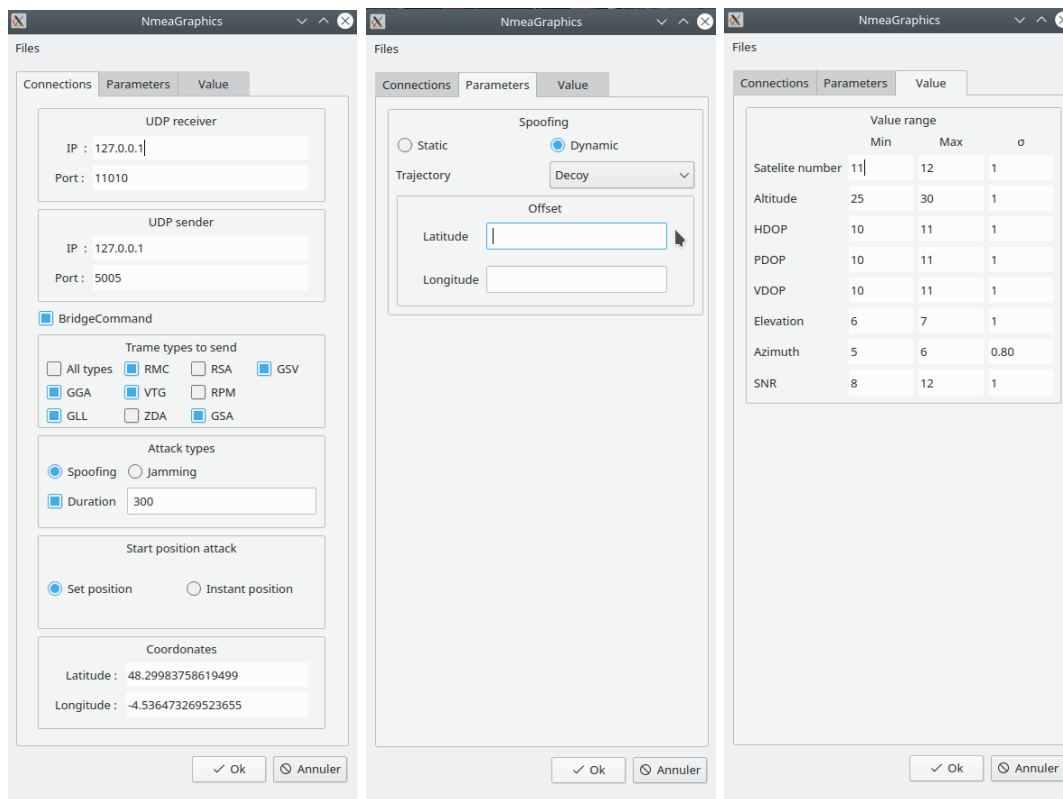 NmeaGraphics
Files
Connections Parameters Value
UDP receiver
IP : 127.0.0.1
Port : 11010
UDP sender
IP : 127.0.0.1
Port : 5005
BridgeCommand
Trame types to send
All types RMC RSA GSV
GGA VTG RPM
GLL ZDA GSA
Attack types
Spoofing Jamming
Duration 300
Start position attack
Set position Instant position
Coordonates
Latitude : 48.29983758619499
Longitude : -4.536473269523655
Ok Annuler
NmeaGraphics
Files
Connections Parameters Value
Spoofing
Static Dynamic
Trajectory Decoy
Offset
Latitude
Longitude
Ok Annuler
NmeaGraphics
Files
Connections Parameters Value
Value range
Min Max σ
Satelite number 11 12 1
Altitude 25 30 1
HDOP 10 11 1
PDOP 10 11 1
VDOP 10 11 1
Elevation 6 7 1
Azimuth 5 6 0.80
SNR 8 12 1
Ok Annuler